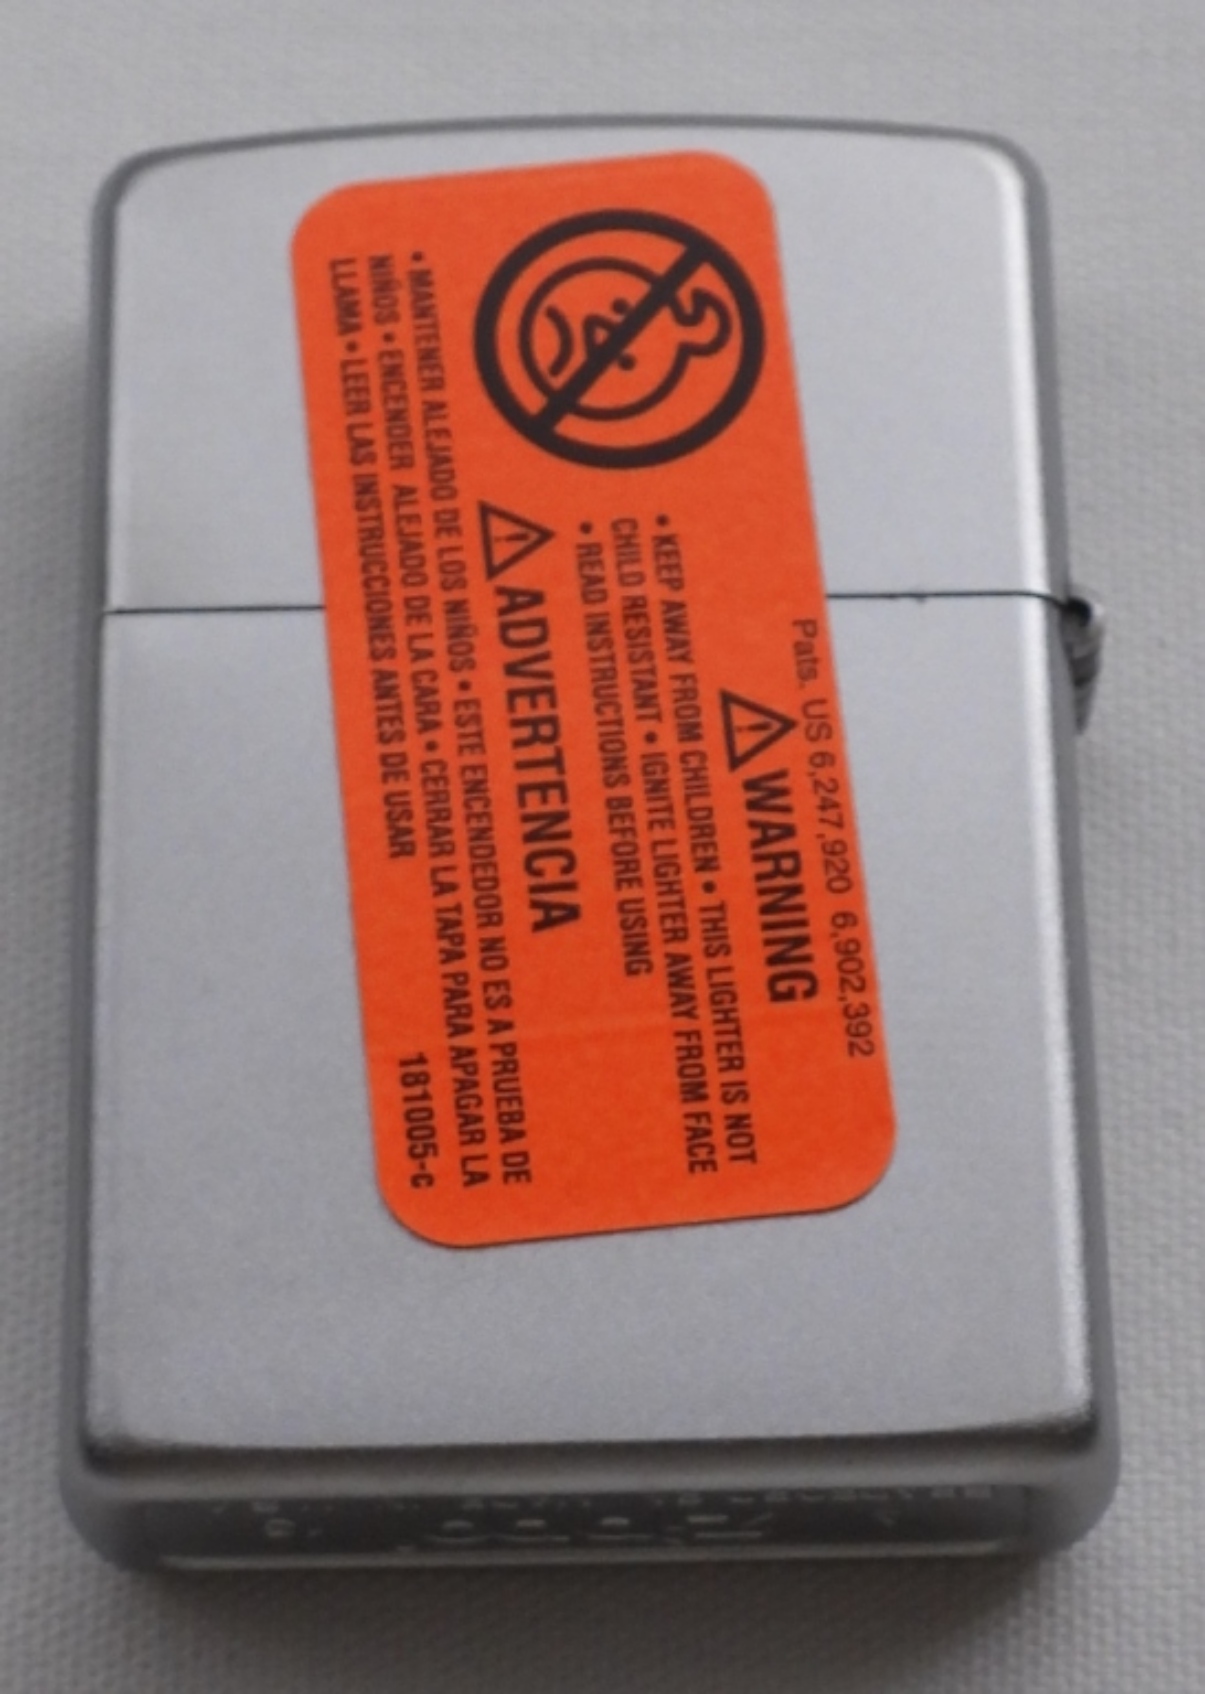 Pats. US 6,247,920 6,902,392
WARNING
• KEEP AWAY FROM CHILDREN • THIS LIGHTER IS NOT
CHILD RESISTANT • IGNITE LIGHTER AWAY FROM FACE
• READ INSTRUCTIONS BEFORE USING
ADVERTENCIA
• MANTENER ALEJADO DE LOS NIÑOS • ESTE ENCENDEDOR NO ES A PRUEBA DE
NIÑOS • ENCENDER ALEJADO DE LA CARA • CERRAR LA TAPA PARA APAGAR LA
LLAMA • LEER LAS INSTRUCCIONES ANTES DE USAR
181005-c